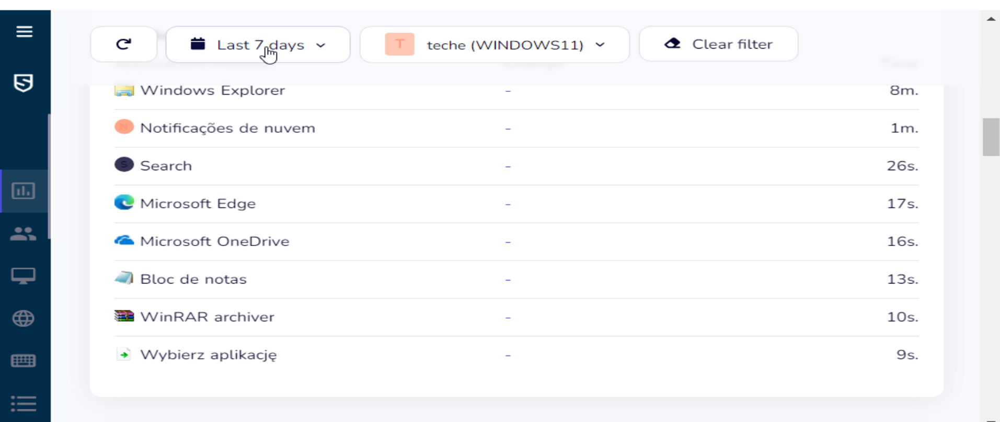 Last 7 days
T teche (WINDOWS11)
Clear filter
Windows Explorer - 8m.
N Notificações de nuvem - 1m.
S Search - 26s.
Microsoft Edge - 17s.
Microsoft OneDrive - 16s.
Bloc de notas - 13s.
WinRAR archiver - 10s.
Wybierz aplikację - 9s.